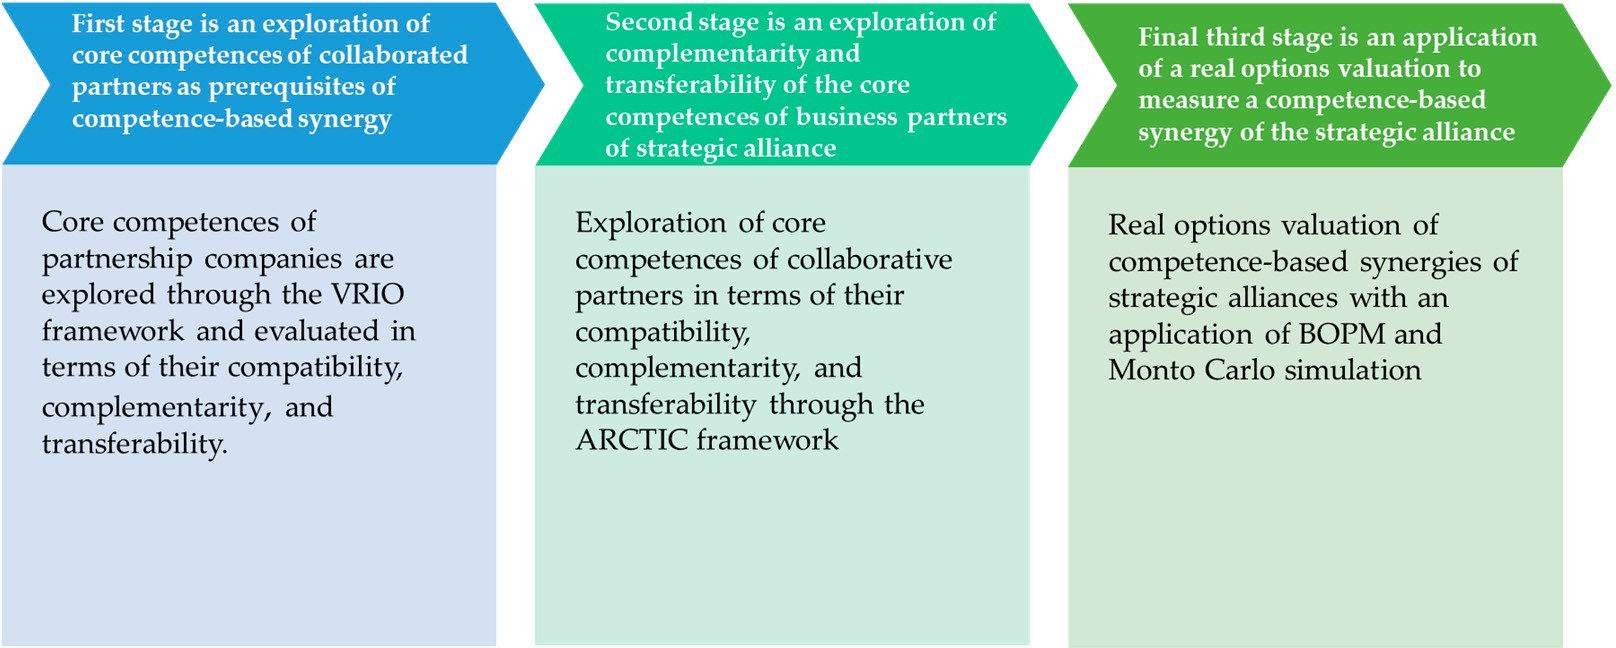 First stage is an exploration of
core competences of collaborated
partners as prerequisites of
competence-based synergy
Core competences of
partnership companies are
explored through the VRIO
framework and evaluated in
terms of their compatibility,
complementarity, and
transferability.
Second stage is an exploration of
complementarity and
transferability of the core
competences of business partners
of strategic alliance
Exploration of core
competences of collaborative
partners in terms of their
compatibility,
complementarity, and
transferability through the
ARCTIC framework
Final third stage is an application
of a real options valuation to
measure a competence-based
synergy of the strategic alliance
Real options valuation of
competence-based synergies of
strategic alliances with an
application of BOPM and
Monto Carlo simulation